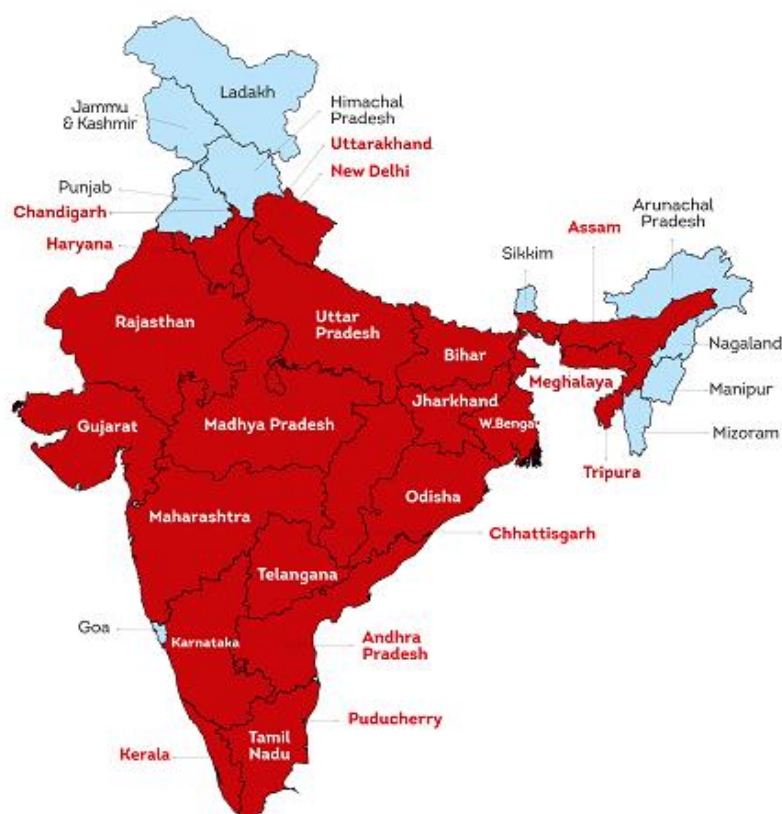 Ladakh
Jammu
& Kashmir
Himachal
Pradesh
Uttarakhand
New Delhi
Punjab
Chandigarh
Haryana
Arunachal
Pradesh
Assam
Sikkim
Rajasthan
Uttar
Pradesh
Bihar
Nagaland
Meghalaya
Manipur
Jharkhand
Gujarat
Madhya Pradesh
W.Bengal
Mizoram
Tripura
Odisha
Maharashtra
Chhattisgarh
Telangana
Goa
Karnataka
Andhra
Pradesh
Puducherry
Kerala
Tamil
Nadu